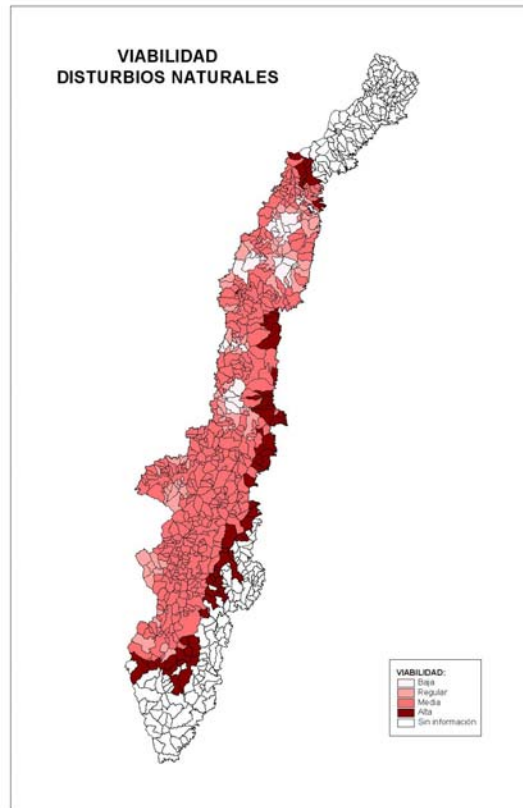 VIABILIDAD
DISTURBIOS NATURALES
VIABILIDAD:
Baja
Regular
Media
Alta
Sin información